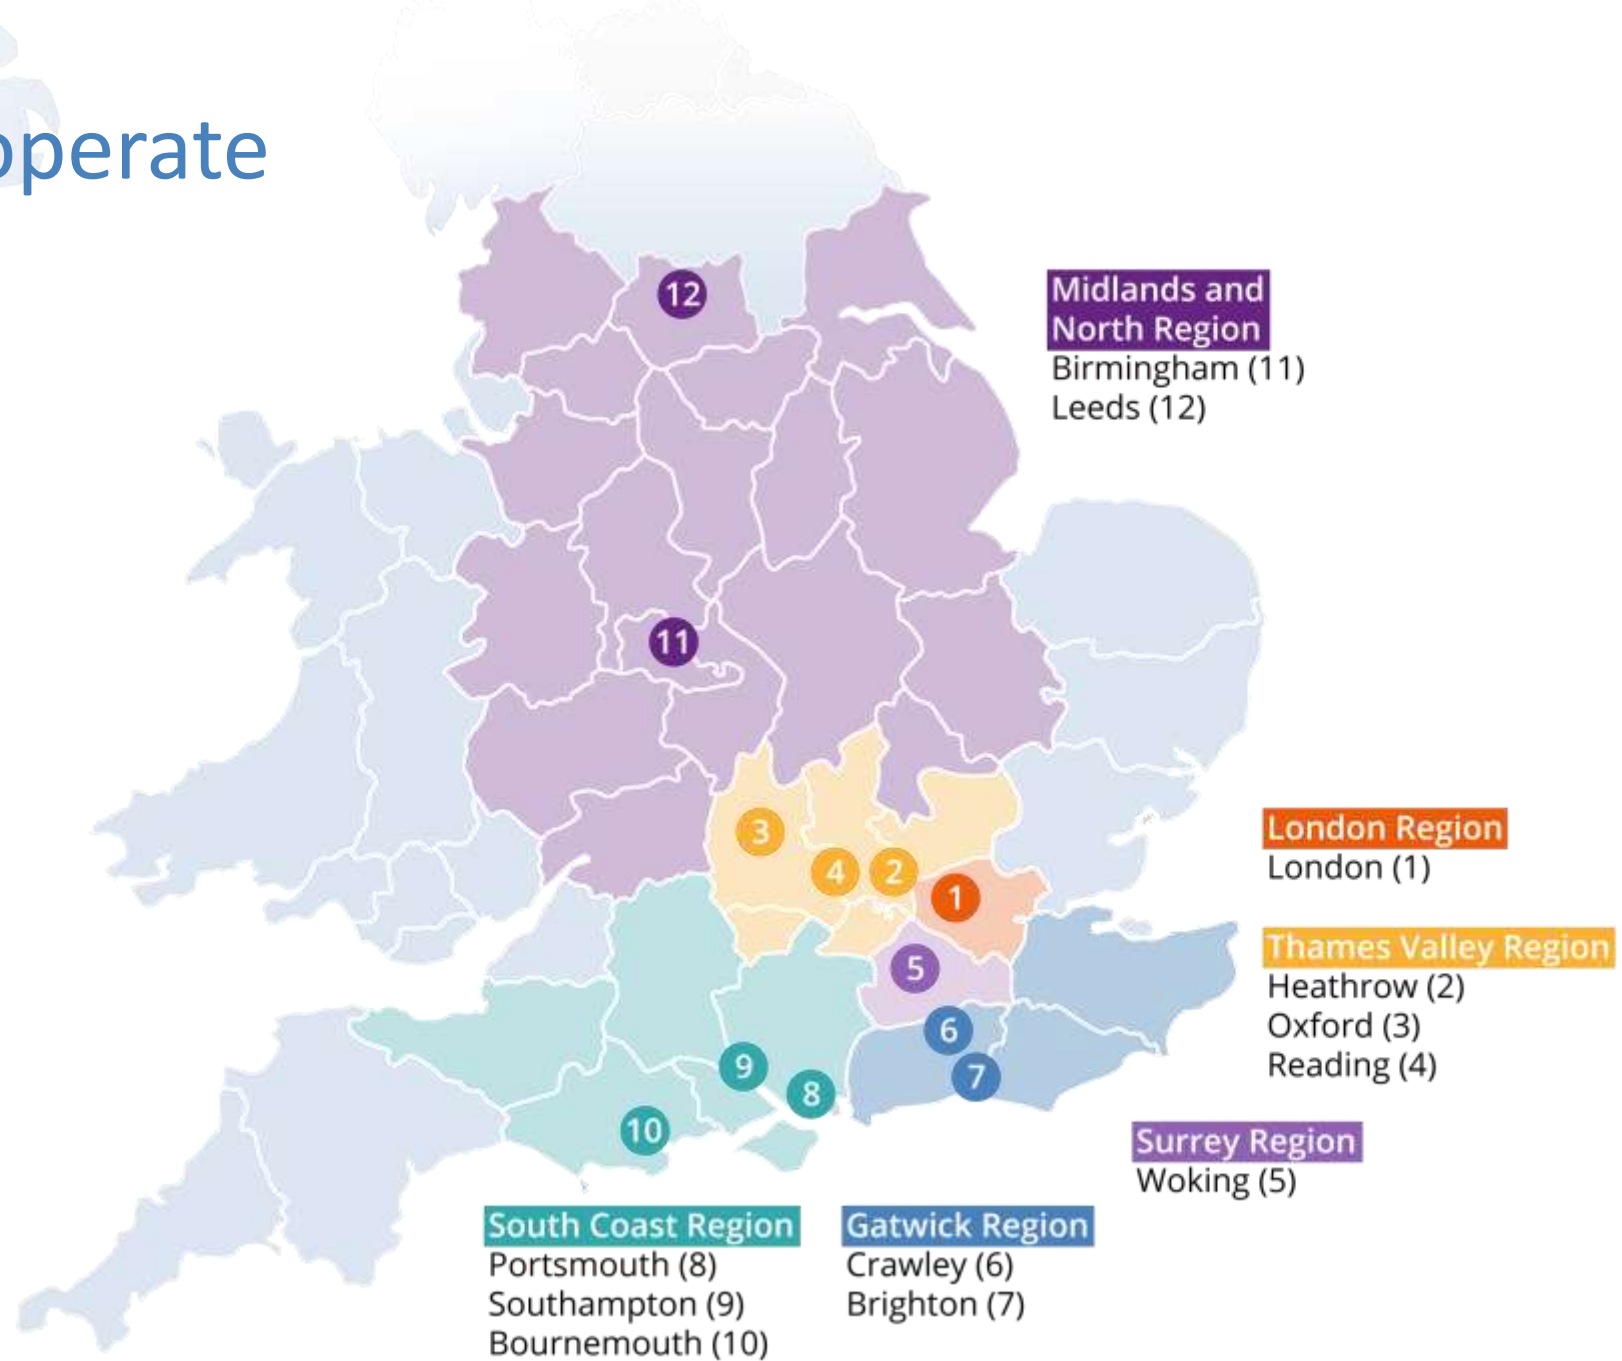 operate
12
Midlands and
North Region
Birmingham (11)
Leeds (12)
11
3
4
2
1
London Region
London (1)
5
Thames Valley Region
Heathrow (2)
Oxford (3)
Reading (4)
6
7
9
8
10
Surrey Region
Woking (5)
South Coast Region
Portsmouth (8)
Southampton (9)
Bournemouth (10)
Gatwick Region
Crawley (6)
Brighton (7)